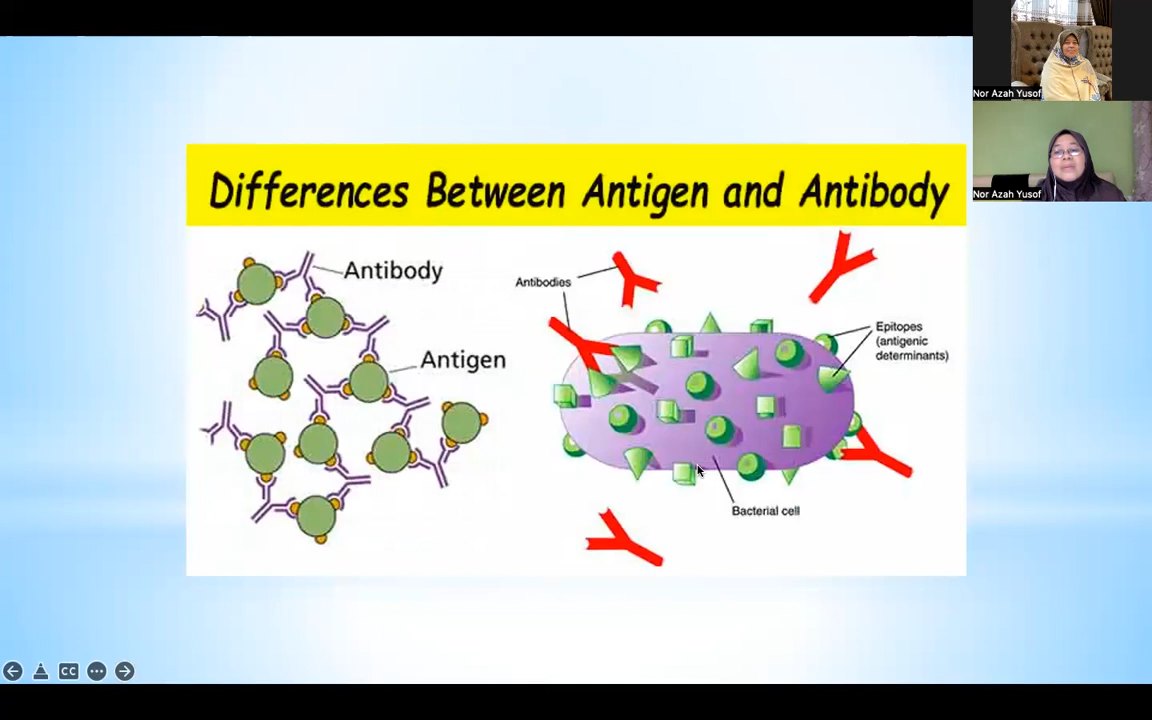 Nor Azah Yusof
Nor Azah Yusof
Differences Between Antigen and Antibody
Antibody
Antigen
Antibodies
Epitopes
(antigenic
determinants)
Bacterial cell
CC